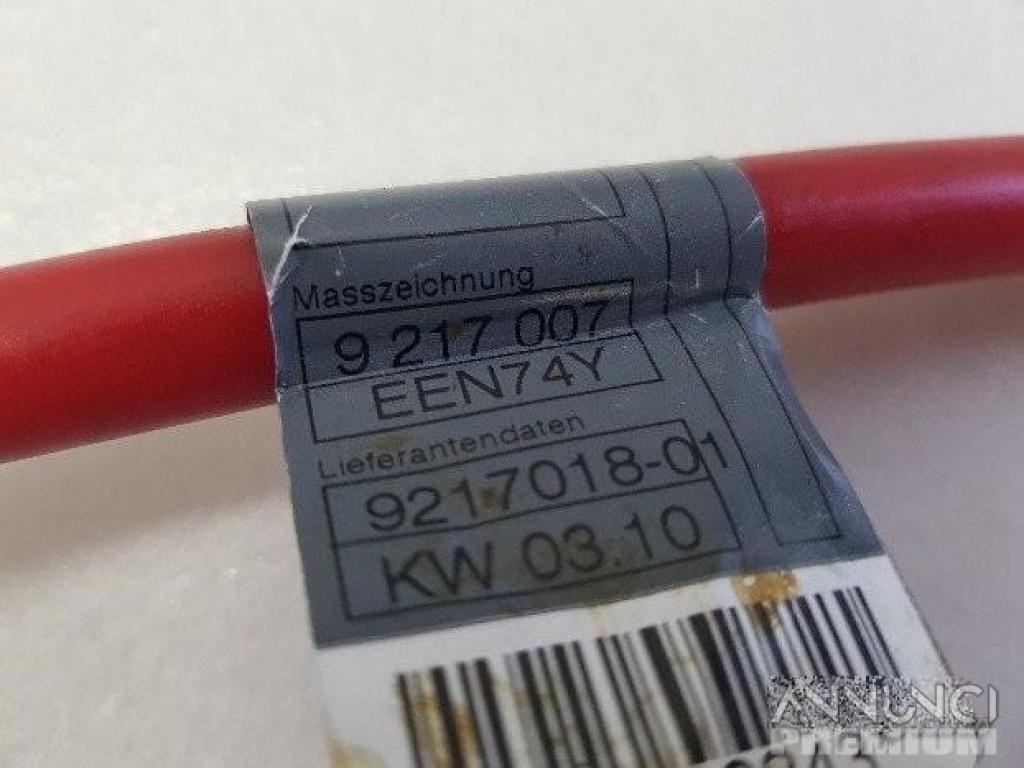 Masszeichnung
9 217 007
EEN74Y
Lieferantendaten
9217018-01
KW 03.10
ANNUNCI
PREMIUM